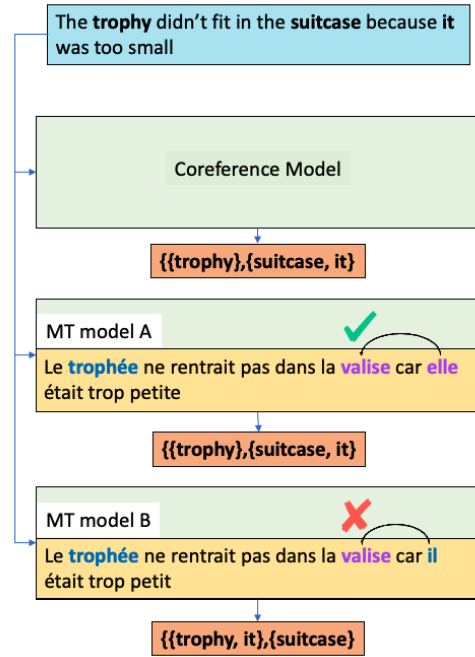 The trophy didn’t fit in the suitcase because it
was too small
Coreference Model
{{trophy},{suitcase, it}
MT model A
Le trophée ne rentrait pas dans la valise car elle
était trop petite
{{trophy},{suitcase, it}
MT model B
Le trophée ne rentrait pas dans la valise car il
était trop petit
{{trophy, it},{suitcase}